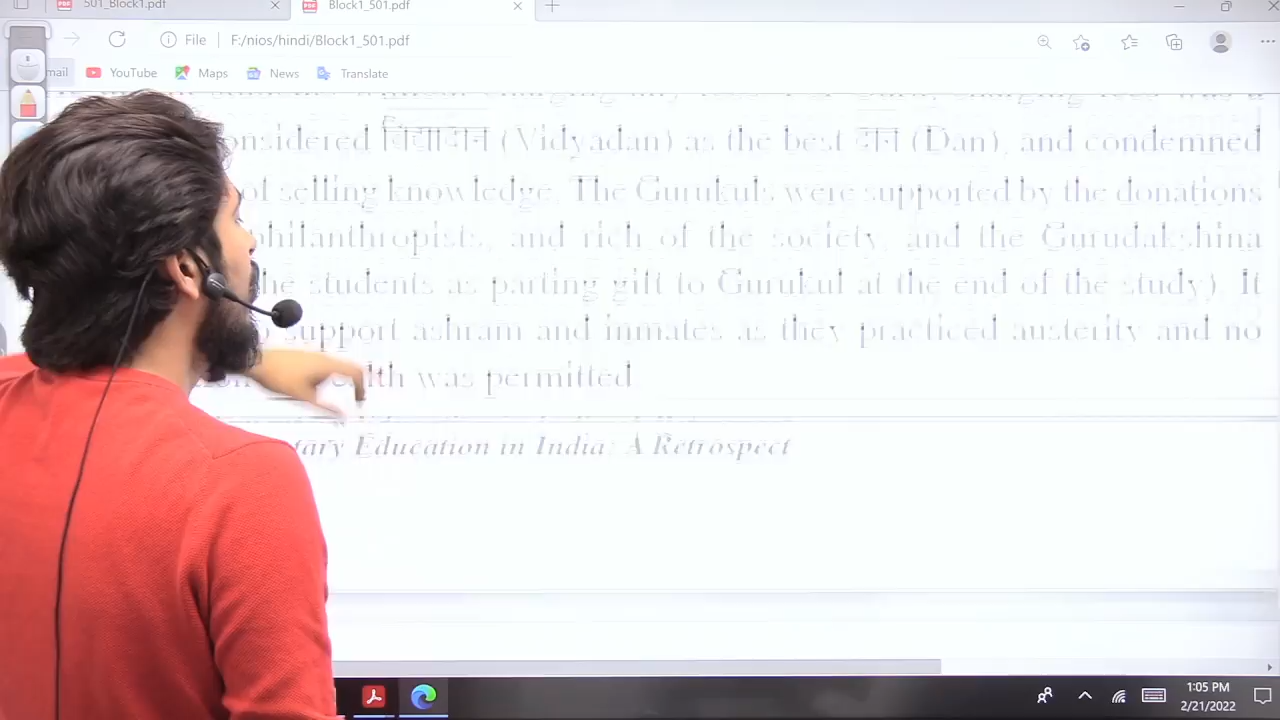 501_Block1.pdf
Block1_501.pdf
File F:/nios/hindi/Block1_501.pdf
mail YouTube Maps News Translate
onsidered विद्यादान (Vidyadan) as the best दान (Dan), and condemned
of selling knowledge. The Gurukuls were supported by the donations
philanthropists, and rich of the society and the Gurudakshina
he students as parting gift to Gurukul at the end of the study). It
support ashram and inmates as they practiced austerity and no
was permitted
tary Education in India: A Retrospect
1:05 PM
2/21/2022